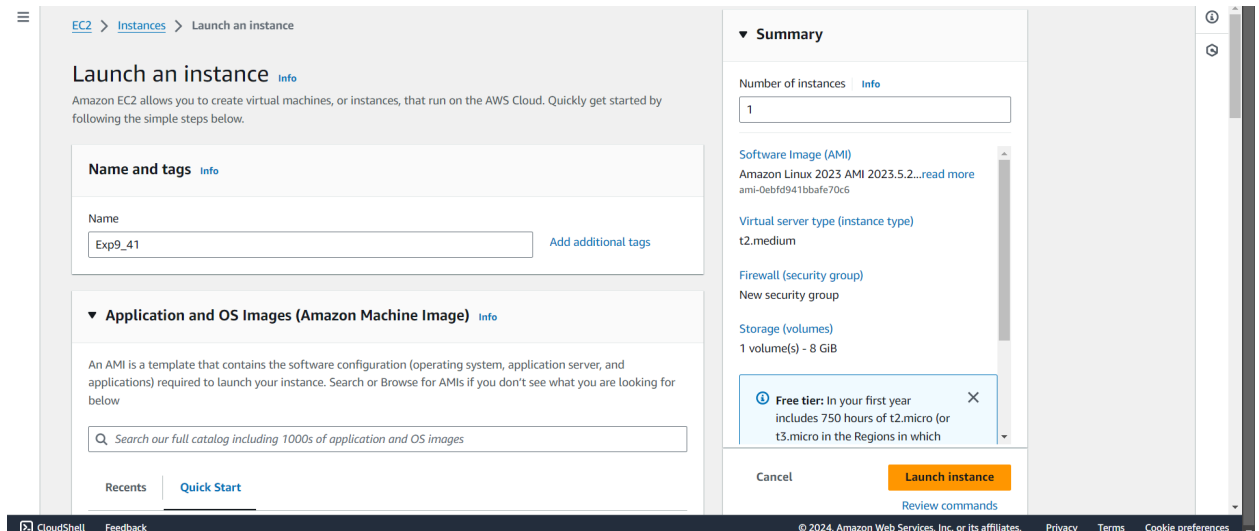 EC2 > Instances > Launch an instance
Launch an instance Info
Amazon EC2 allows you to create virtual machines, or instances, that run on the AWS Cloud. Quickly get started by
following the simple steps below.
Name and tags Info
Name
Exp9_41
Add additional tags
Application and OS Images (Amazon Machine Image) Info
An AMI is a template that contains the software configuration (operating system, application server, and
applications) required to launch your instance. Search or Browse for AMIs if you don't see what you are looking for
below
Search our full catalog including 1000s of application and OS images
Recents
Quick Start
Summary
Number of instances Info
1
Software Image (AMI)
Amazon Linux 2023 AMI 2023.5.2...read more
ami-0ebfd941bbafe70c6
Virtual server type (instance type)
t2.medium
Firewall (security group)
New security group
Storage (volumes)
1 volume(s) - 8 GiB
Free tier: In your first year
includes 750 hours of t2.micro (or
t3.micro in the Regions in which
Cancel
Launch instance
Review commands
CloudShell Feedback
© 2024, Amazon Web Services, Inc. or its affiliates. Privacy Terms Cookie preferences